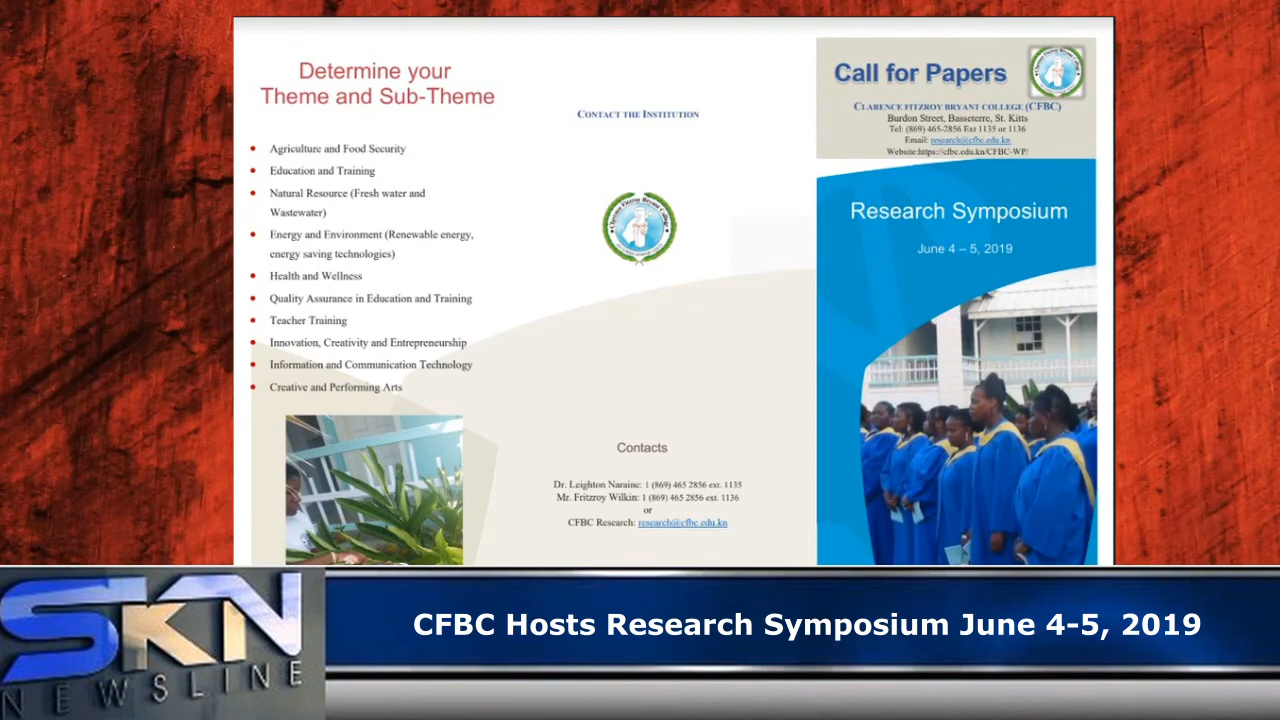 Determine your
Theme and Sub-Theme
Agriculture and Food Security
Education and Training
Natural Resource (Fresh water and
Wastewater)
Energy and Environment (Renewable energy,
energy saving technologies)
Health and Wellness
Quality Assurance in Education and Training
Teacher Training
Innovation, Creativity and Entrepreneurship
Information and Communication Technology
Creative and Performing Arts
CONTACT THE INSTITUTION
Clarence Fitzroy Bryant College
Contacts
Dr. Leighton Naraine: 1 (869) 465 2856 ext. 1135
Mr. Fitzroy Wilkin: 1 (869) 465 2856 ext. 1136
or
CFBC Research: research@cfbc.edu.kn
Call for Papers
CLARENCE FITZROY BRYANT COLLEGE (CFBC)
Burdon Street, Basseterre, St. Kitts
Tel: (869) 465-2856 Ext 1135 or 1136
Email: research@cfbc.edu.kn
Website:https://cfbc.edu.kn/CFBC-WP/
Research Symposium
June 4 – 5, 2019
SKN
NEWSLINE
CFBC Hosts Research Symposium June 4-5, 2019